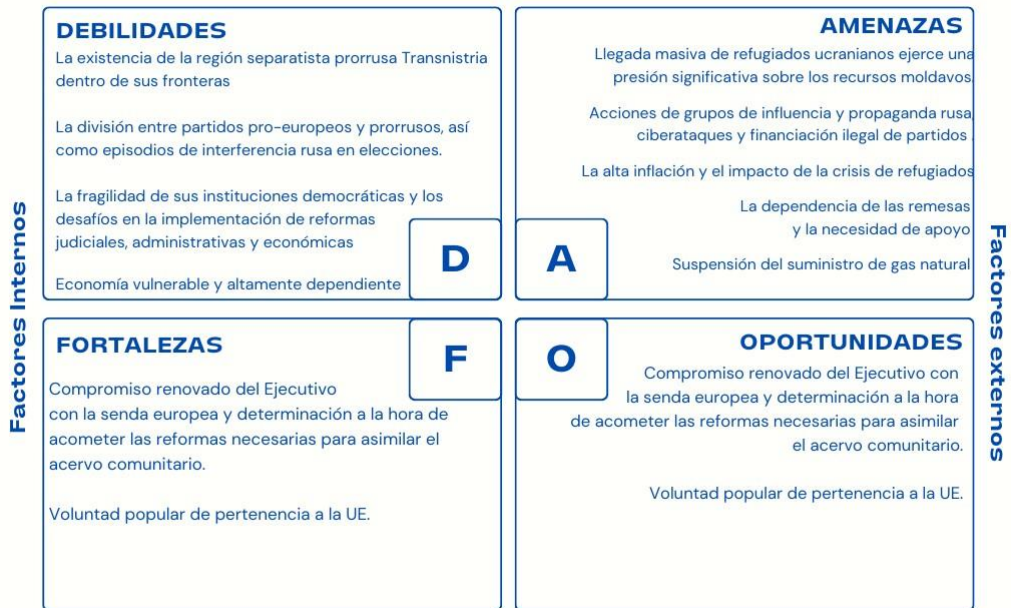 DEBILIDADES
La existencia de la región separatista prorrusa Transnistria
dentro de sus fronteras
La división entre partidos pro-europeos y prorrusos, así
como episodios de interferencia rusa en elecciones.
La fragilidad de sus instituciones democráticas y los
desafíos en la implementación de reformas
judiciales, administrativas y económicas
Economía vulnerable y altamente dependiente
D
AMENAZAS
Llegada masiva de refugiados ucranianos ejerce una
presión significativa sobre los recursos moldavos.
Acciones de grupos de influencia y propaganda rusa,
ciberataques y financiación ilegal de partidos .
La alta inflación y el impacto de la crisis de refugiados
La dependencia de las remesas
y la necesidad de apoyo
Suspensión del suministro de gas natural
A
Factores Internos
Factores externos
FORTALEZAS
F
Compromiso renovado del Ejecutivo
con la senda europea y determinación a la hora de
acometer las reformas necesarias para asimilar el
acervo comunitario.
Voluntad popular de pertenencia a la UE.
OPORTUNIDADES
O
Compromiso renovado del Ejecutivo con
la senda europea y determinación a la hora
de acometer las reformas necesarias para asimilar
el acervo comunitario.
Voluntad popular de pertenencia a la UE.